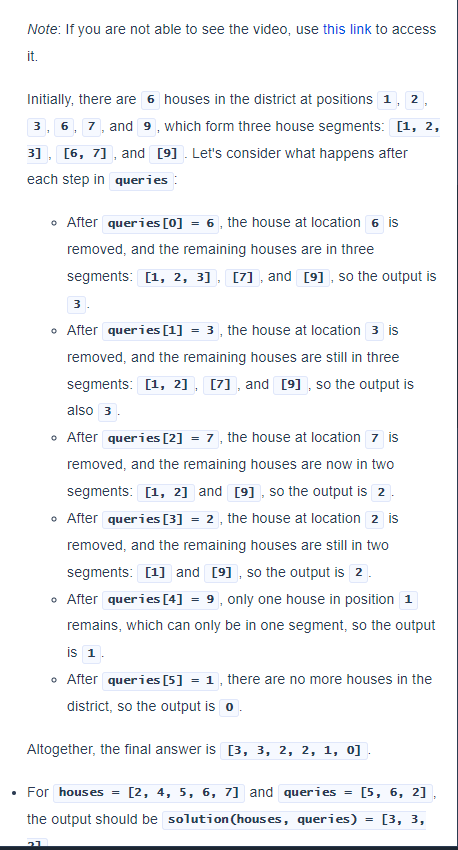 Note: If you are not able to see the video, use this link to access
it.
Initially, there are 6 houses in the district at positions 1, 2,
3, 6, 7, and 9, which form three house segments: [1, 2,
3], [6, 7], and [9]. Let's consider what happens after
each step in queries:
After queries[0] = 6, the house at location 6 is
removed, and the remaining houses are in three
segments: [1, 2, 3], [7], and [9], so the output is
3.
After queries[1] = 3, the house at location 3 is
removed, and the remaining houses are still in three
segments: [1, 2], [7], and [9], so the output is
also 3.
After queries[2] = 7, the house at location 7 is
removed, and the remaining houses are now in two
segments: [1, 2] and [9], so the output is 2.
After queries[3] = 2, the house at location 2 is
removed, and the remaining houses are still in two
segments: [1] and [9], so the output is 2.
After queries[4] = 9, only one house in position 1
remains, which can only be in one segment, so the output
is 1.
After queries[5] = 1, there are no more houses in the
district, so the output is 0.
Altogether, the final answer is [3, 3, 2, 2, 1, 0].
For houses = [2, 4, 5, 6, 7] and queries = [5, 6, 2],
the output should be solution(houses, queries) = [3, 3,
2]